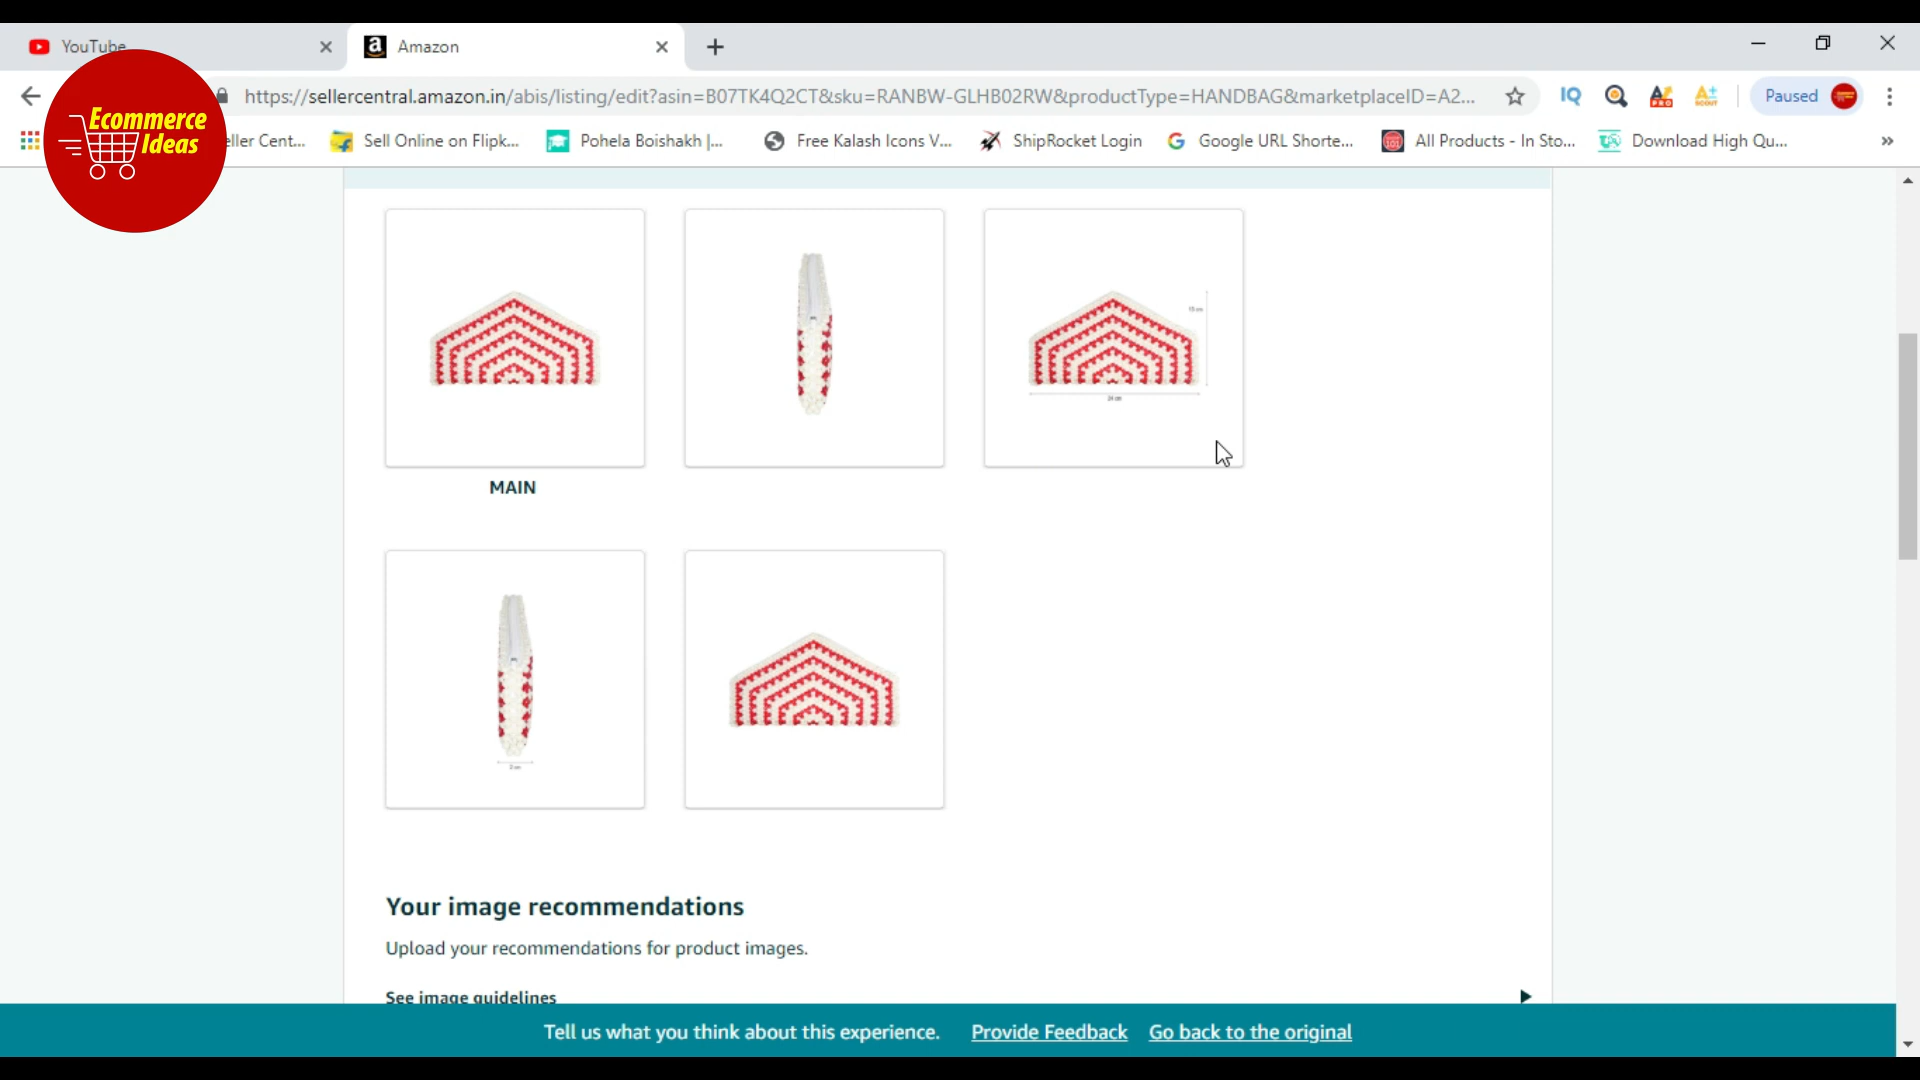 YouTube
Amazon
https://sellercentral.amazon.in/abis/listing/edit?asin=B07TK4Q2CT&sku=RANBW-GLHB02RW&productType=HANDBAG&marketplaceID=A2...
Paused
Ecommerce
Ideas
eller Cent...
Sell Online on Flipk...
Pohela Boishakh |...
Free Kalash Icons V...
ShipRocket Login
Google URL Shorte...
All Products - In Sto...
Download High Qu...
MAIN
24 cm
Your image recommendations
Upload your recommendations for product images.
See image guidelines
Tell us what you think about this experience. Provide Feedback Go back to the original